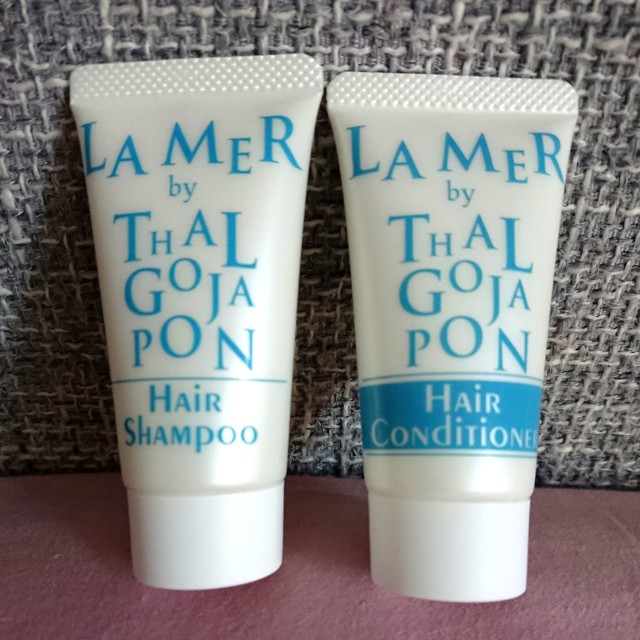 LA MER
by
THAL
GOJA
PON
HAIR
SHAMPOO
LA MER
by
THAL
GOJA
PON
HAIR
CONDITIONER